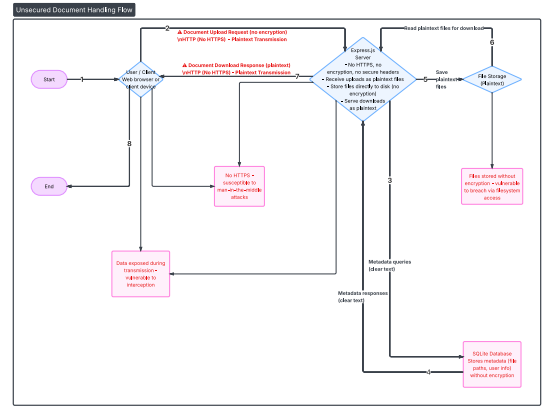 Unsecured Document Handling Flow
2
⚠ Document Upload Request (no encryption)
\nHTTP (No HTTPS) - Plaintext Transmission
Read plaintext files for download
6
Start
1
User / Client
Web browser or
client device
⚠ Document Download Response (plaintext)
\nHTTP (No HTTPS) - Plaintext Transmission
7
Express.js
Server
- No HTTPS, no
encryption, no secure headers
- Receive uploads as plaintext files
- Store files directly to disk (no
encryption)
- Serve downloads
as plaintext
Save
plaintext
files
5
File Storage
(Plaintext)
8
End
No HTTPS -
susceptible to
man-in-the-middle
attacks
3
Files stored without
encryption - vulnerable
to breach via filesystem
access
Data exposed during
transmission -
vulnerable to
interception
Metadata queries
(clear text)
Metadata responses
(clear text)
SQLite Database
Stores metadata (file
paths, user info)
without encryption
4